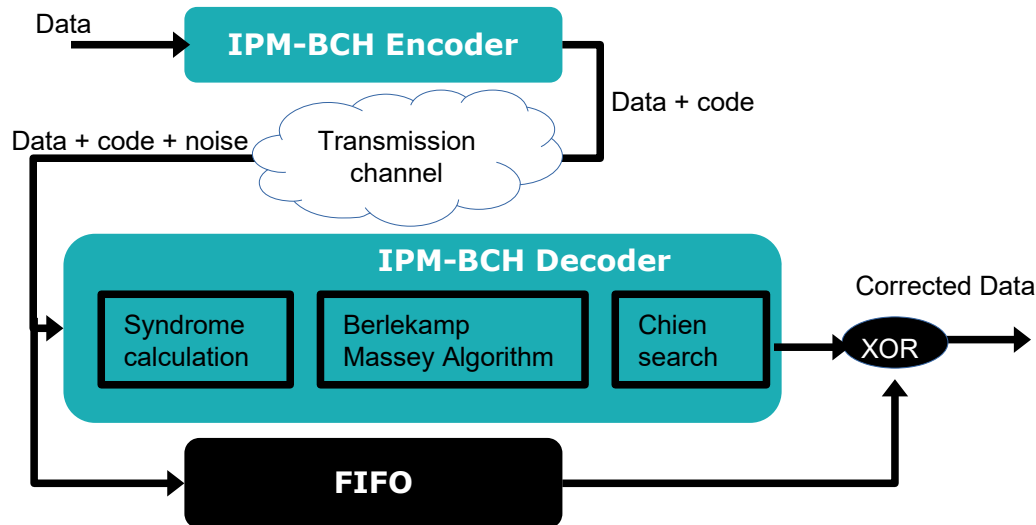 Data
IPM-BCH Encoder
Data + code
Data + code + noise
Transmission
channel
IPM-BCH Decoder
Corrected Data
Syndrome
calculation
Berlekamp
Massey Algorithm
Chien
search
XOR
FIFO